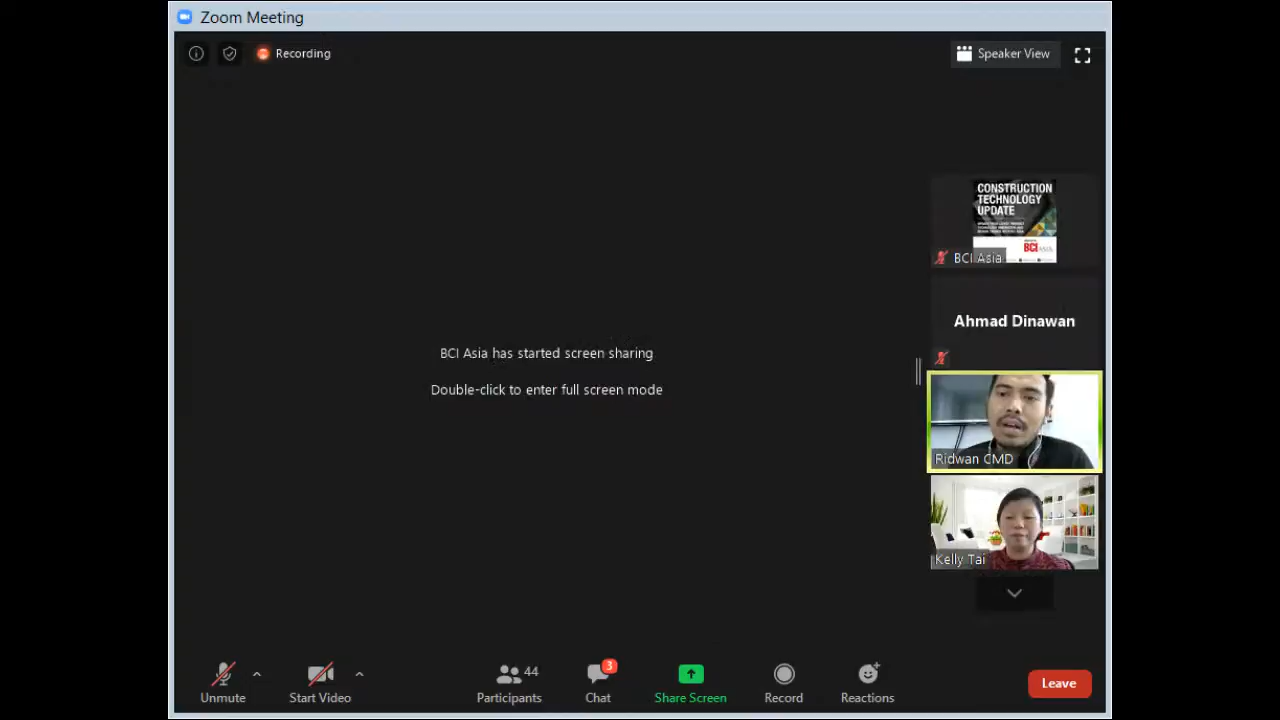 Zoom Meeting
Recording
Speaker View
CONSTRUCTION
TECHNOLOGY
UPDATE
BCI ASIA
BCI Asia
Ahmad Dinawan
BCI Asia has started screen sharing
Double-click to enter full screen mode
Ridwan CMD
Kelly Tai
Unmute
Start Video
44
Participants
3
Chat
Share Screen
Record
Reactions
Leave